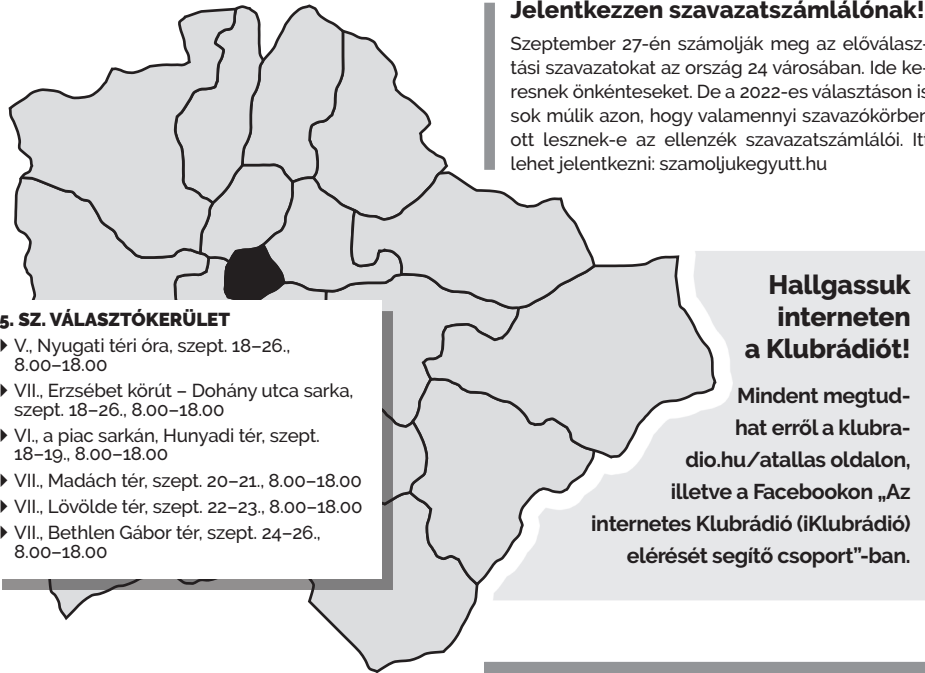 Jelentkezzen szavazatszámlálónak!
Szeptember 27-én számolják meg az előválasz-
tási szavazatokat az ország 24 városában. Ide ke-
resnek önkénteseket. De a 2022-es választáson is
sok múlik azon, hogy valamennyi szavazókörben
ott lesznek-e az ellenzék szavazatszámlálói. Itt
lehet jelentkezni: szamoljukegyutt.hu
5. SZ. VÁLASZTÓKERÜLET
V., Nyugati téri óra, szept. 18–26.,
8.00–18.00
VII., Erzsébet körút – Dohány utca sarka,
szept. 18–26., 8.00–18.00
VI., a piac sarkán, Hunyadi tér, szept.
18–19., 8.00–18.00
VII., Madách tér, szept. 20–21., 8.00–18.00
VII., Lövölde tér, szept. 22–23., 8.00–18.00
VII., Bethlen Gábor tér, szept. 24–26.,
8.00–18.00
Hallgassuk
interneten
a Klubrádiót!
Mindent megtud-
hat erről a klubra-
dio.hu/atallas oldalon,
illetve a Facebookon „Az
internetes Klubrádió (iKlubrádió)
elérését segítő csoport”-ban.